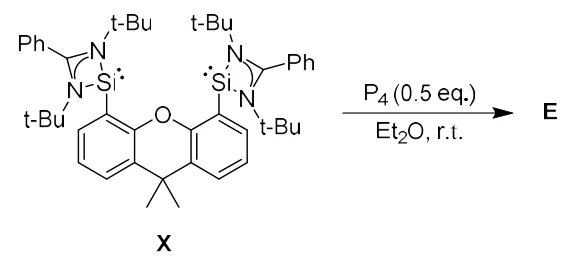 t-Bu t-Bu
Ph N N Ph
Si: :Si
N N
t-Bu O t-Bu
P₄ (0.5 eq.)
Et₂O, r.t.
E
X